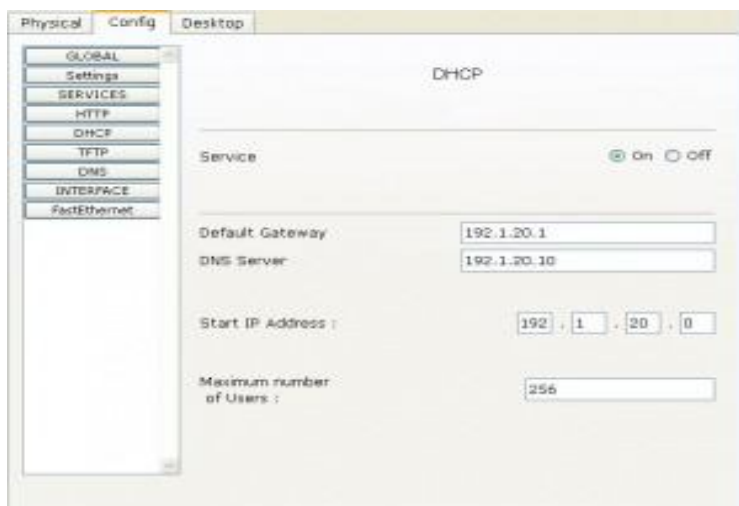 Physical Config Desktop
GLOBAL
Settings
SERVICES
HTTP
DHCP
TFTP
DNS
INTERFACE
FastEthernet
DHCP
Service On Off
Default Gateway 192.1.20.1
DNS Server 192.1.20.10
Start IP Address : 192 . 1 . 20 . 0
Maximum number
of Users : 256